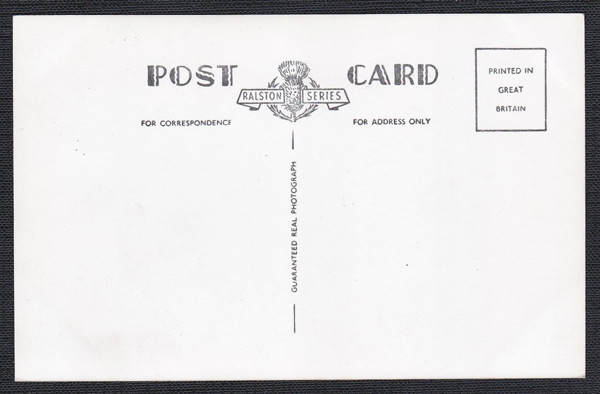 POST CARD
RALSTON SERIES
FOR CORRESPONDENCE
FOR ADDRESS ONLY
PRINTED IN
GREAT
BRITAIN
GUARANTEED REAL PHOTOGRAPH